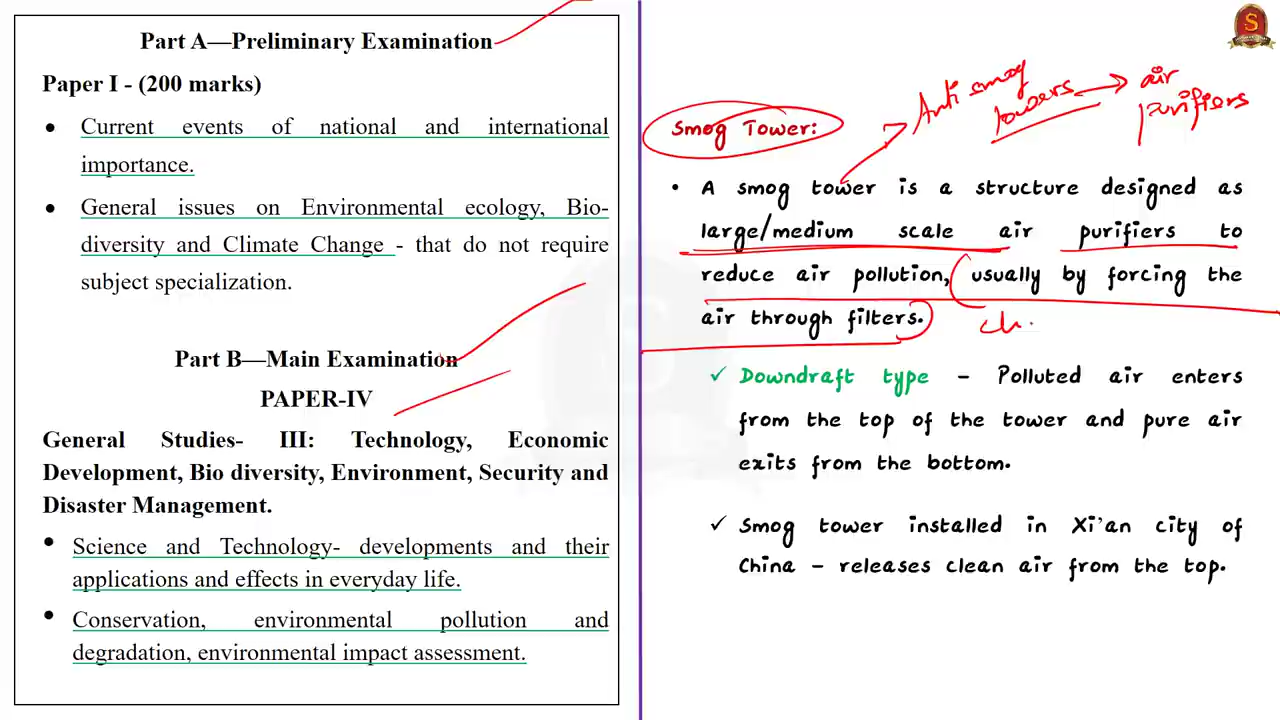 Part A—Preliminary Examination
Paper I - (200 marks)
• Current events of national and international
importance.
• General issues on Environmental ecology, Bio-
diversity and Climate Change - that do not require
subject specialization.
Part B—Main Examination
PAPER-IV
General Studies- III: Technology, Economic
Development, Bio diversity, Environment, Security and
Disaster Management.
• Science and Technology- developments and their
applications and effects in everyday life.
• Conservation, environmental pollution and
degradation, environmental impact assessment.
S
Anti smog
towers
air
purifiers
Smog Tower:
• A smog tower is a structure designed as
large/medium scale air purifiers to
reduce air pollution, usually by forcing the
air through filters.
ch
✓ Downdraft type – Polluted air enters
from the top of the tower and pure air
exits from the bottom.
✓ Smog tower installed in Xi'an city of
China – releases clean air from the top.